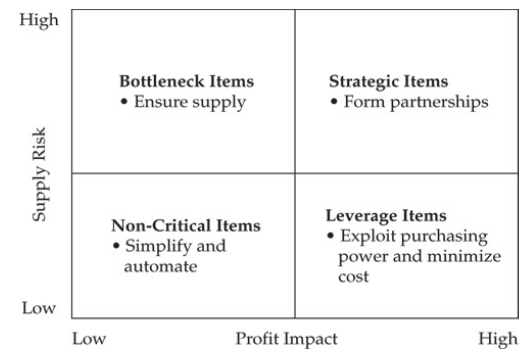 High
Bottleneck Items
• Ensure supply
Strategic Items
• Form partnerships
Supply Risk
Non-Critical Items
• Simplify and
automate
Leverage Items
• Exploit purchasing
power and minimize
cost
Low
Low
Profit Impact
High